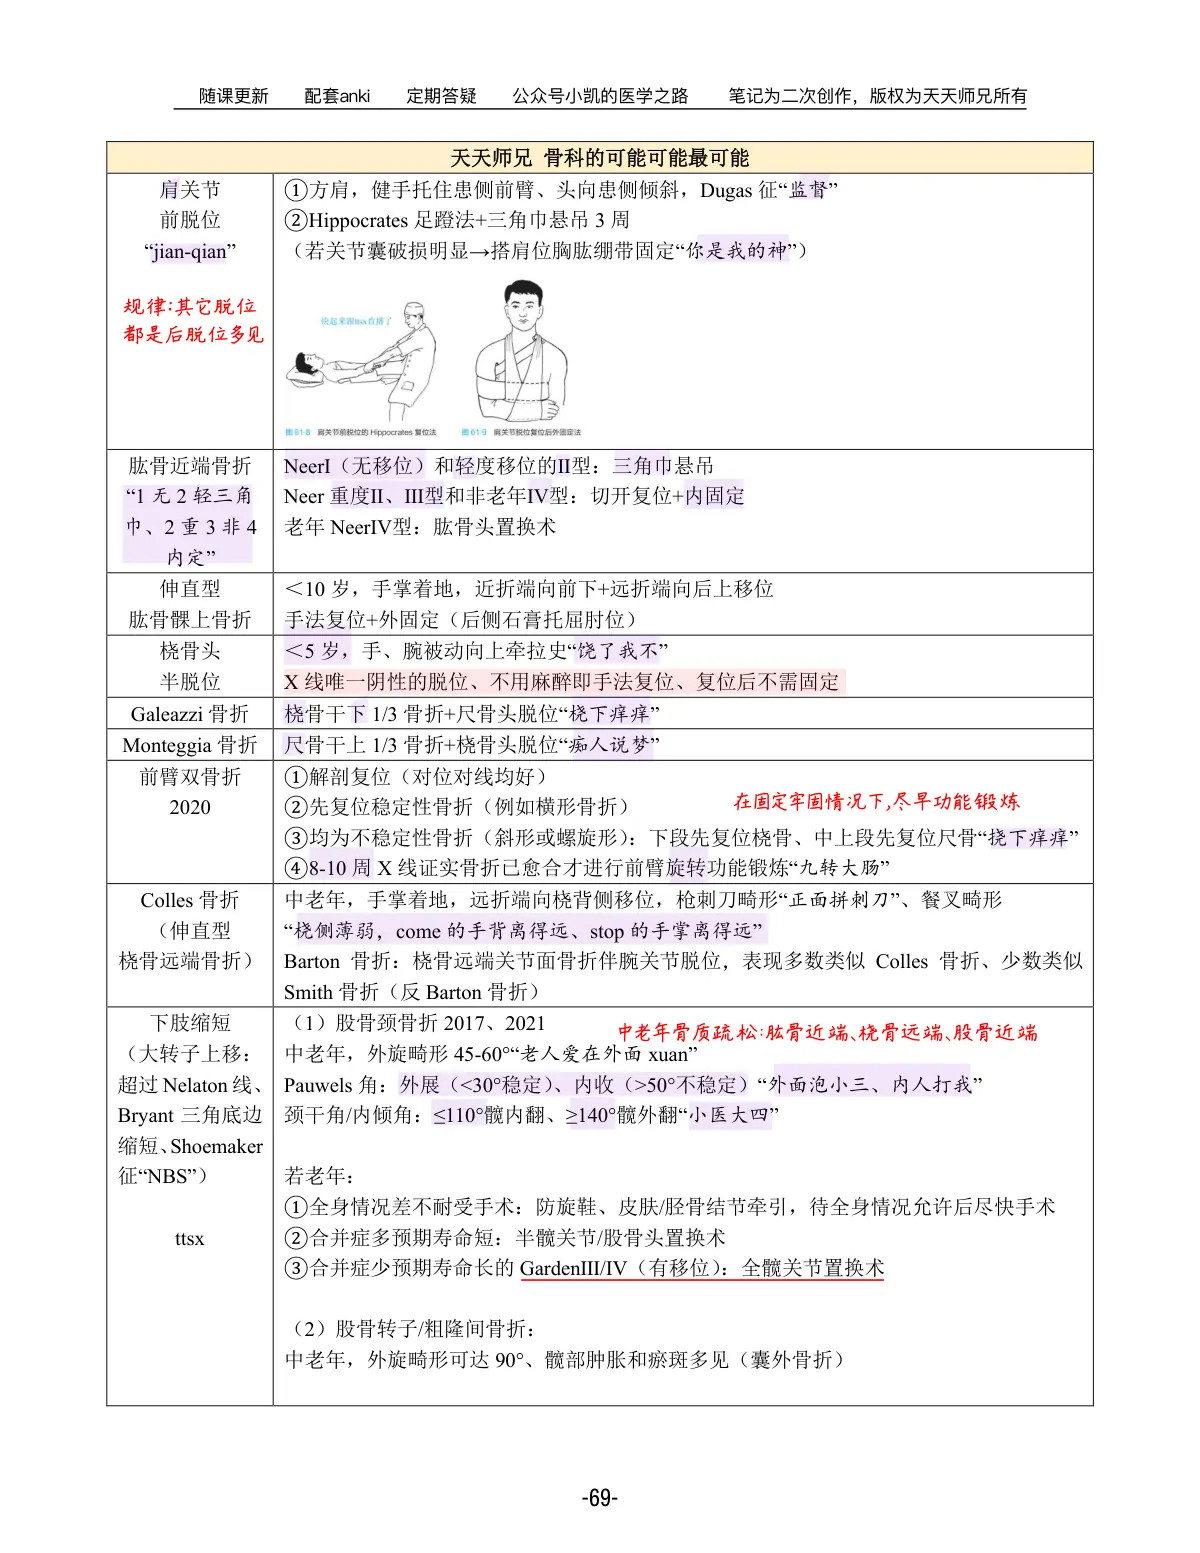 随课更新 配套anki 定期答疑 公众号小凯的医学之路 笔记为二次创作，版权为天天师兄所有
天天师兄 骨科的可能可能最可能
肩关节
前脱位
“jian-qian”
规律:其它脱位
都是后脱位多见
①方肩，健手托住患侧前臂、头向患侧倾斜，Dugas 征“监督”
②Hippocrates 足蹬法+三角巾悬吊 3 周
（若关节囊破损明显→搭肩位胸肱绷带固定“你是我的神”）
快起来跟ttsx直播了
图 61-8 肩关节前脱位的 Hippocrates 复位法
图 61-9 肩关节脱位复位后外固定法
肱骨近端骨折
“1 无 2 轻三角
巾、2 重 3 非 4
内定”
NeerI（无移位）和轻度移位的II型：三角巾悬吊
Neer 重度II、III型和非老年IV型：切开复位+内固定
老年 NeerIV型：肱骨头置换术
伸直型
肱骨髁上骨折
＜10 岁，手掌着地，近折端向前下+远折端向后上移位
手法复位+外固定（后侧石膏托屈肘位）
桡骨头
半脱位
＜5 岁，手、腕被动向上牵拉史“饶了我不”
X 线唯一阴性的脱位、不用麻醉即手法复位、复位后不需固定
Galeazzi 骨折
桡骨干下 1/3 骨折+尺骨头脱位“挠下痒痒”
Monteggia 骨折
尺骨干上 1/3 骨折+桡骨头脱位“痴人说梦”
前臂双骨折
2020
①解剖复位（对位对线均好）
②先复位稳定性骨折（例如横形骨折）
在固定牢固情况下,尽早功能锻炼
③均为不稳定性骨折（斜形或螺旋形）：下段先复位桡骨、中上段先复位尺骨“挠下痒痒”
④8-10 周 X 线证实骨折已愈合才进行前臂旋转功能锻炼“九转大肠”
Colles 骨折
（伸直型
桡骨远端骨折）
中老年，手掌着地，远折端向桡背侧移位，枪刺刀畸形“正面拼刺刀”、餐叉畸形
“桡侧薄弱，come 的手背离得远、stop 的手掌离得远”
Barton 骨折：桡骨远端关节面骨折伴腕关节脱位，表现多数类似 Colles 骨折、少数类似
Smith 骨折（反 Barton 骨折）
下肢缩短
（大转子上移：
超过 Nelaton 线、
Bryant 三角底边
缩短、Shoemaker
征“NBS”）
ttsx
（1）股骨颈骨折 2017、2021
中老年骨质疏松:肱骨近端、桡骨远端、股骨近端
中老年，外旋畸形 45-60°“老人爱在外面 xuan”
Pauwels 角：外展（<30°稳定）、内收（>50°不稳定）“外面泡小三、内人打我”
颈干角/内倾角：≤110°髋内翻、≥140°髋外翻“小医大四”
若老年：
①全身情况差不耐受手术：防旋鞋、皮肤/胫骨结节牵引，待全身情况允许后尽快手术
②合并症多预期寿命短：半髋关节/股骨头置换术
③合并症少预期寿命长的 GardenIII/IV（有移位）：全髋关节置换术
（2）股骨转子/粗隆间骨折：
中老年，外旋畸形可达 90°、髋部肿胀和瘀斑多见（囊外骨折）
-69-